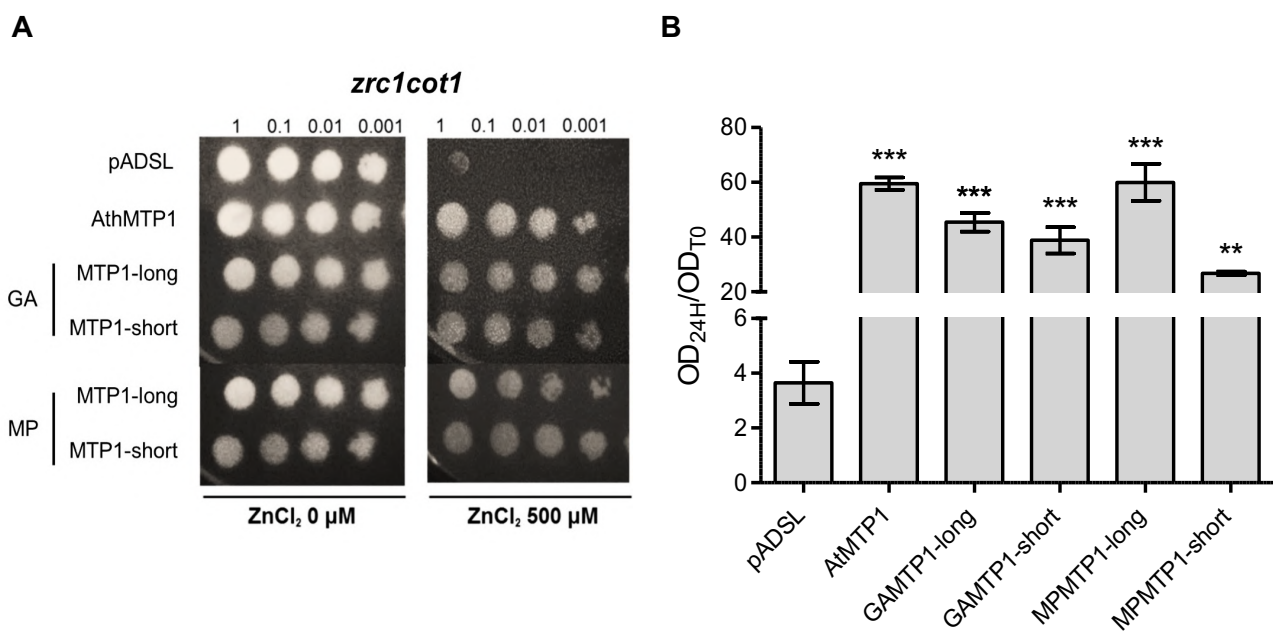 A
zrc1cot1
1 0.1 0.01 0.001 1 0.1 0.01 0.001
pADSL
AthMTP1
GA
MTP1-long
MTP1-short
MP
MTP1-long
MTP1-short
ZnCl₂ 0 µM ZnCl₂ 500 µM
B
OD24H/ODT0
80
60
40
20
6
4
2
0
***
***
***
***
**
pADSL
AtMTP1
GAMTP1-long
GAMTP1-short
MPMTP1-long
MPMTP1-short